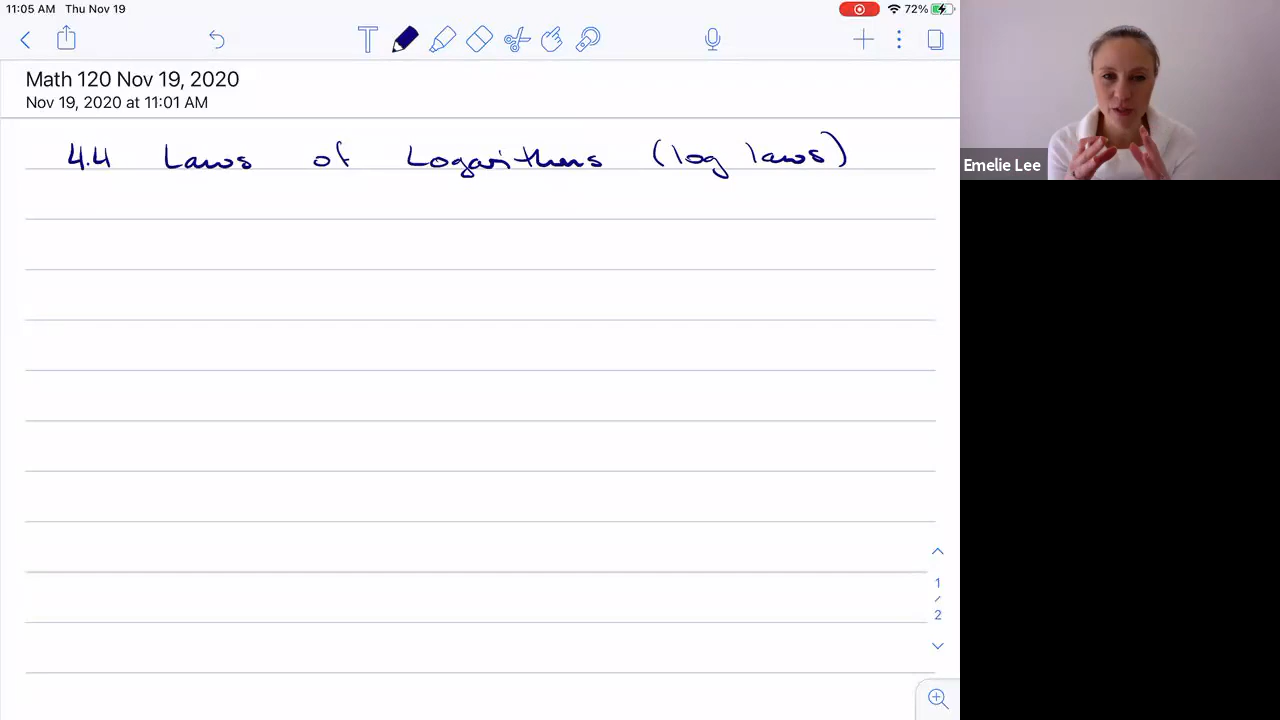 11:05 AM Thu Nov 19
72%
Math 120 Nov 19, 2020
Nov 19, 2020 at 11:01 AM
4.4 Laws of Logarithms (log laws)
Emelie Lee
1
/
2